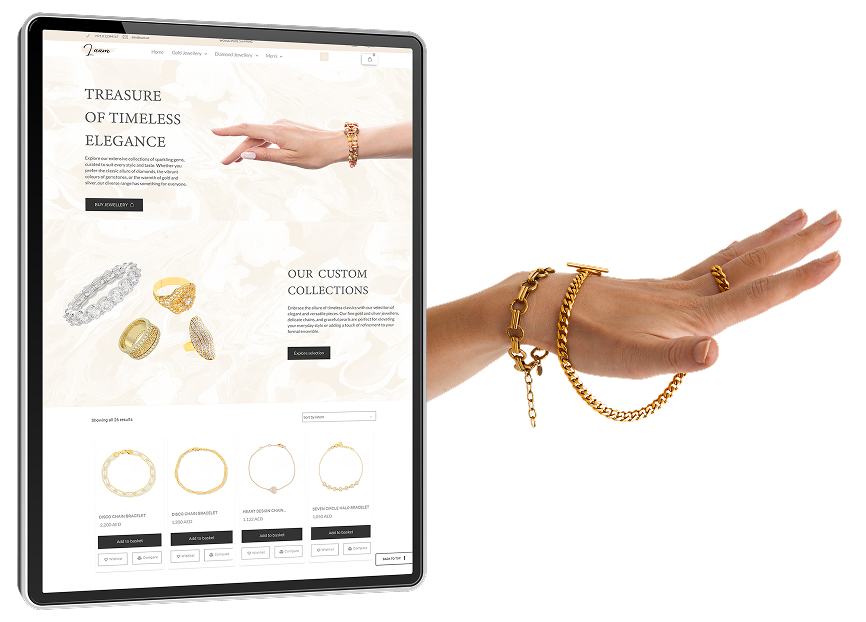 Laam
Home Gold Jewellery Diamond Jewellery Mens
TREASURE
OF TIMELESS
ELEGANCE
Explore our extensive collections of sparkling gems,
curated to suit every style and taste. Whether you
prefer the classic allure of diamonds, the vibrant
colours of gemstones, or the warmth of gold and
silver, our diverse range has something for everyone.
BUY JEWELLERY
OUR CUSTOM
COLLECTIONS
Embrace the allure of timeless classics with our selection of
elegant and versatile pieces. Our fine gold and silver jewellery,
delicate chains, and graceful pearls are perfect for elevating
your everyday style or adding a touch of refinement to your
formal ensemble.
Explore selection
Showing all 25 results
Sort by latest
DISCO CHAIN BRACELET
2,200 AED
Add to basket
Wishlist Compare
DISCO CHAIN BRACELET
1,200 AED
Add to basket
Wishlist Compare
HEART DESIGN CHAIN...
1,122 AED
Add to basket
Wishlist Compare
SEVEN CIRCLE HALO BRACELET
1,050 AED
Add to basket
Wishlist Compare
BACK TO TOP